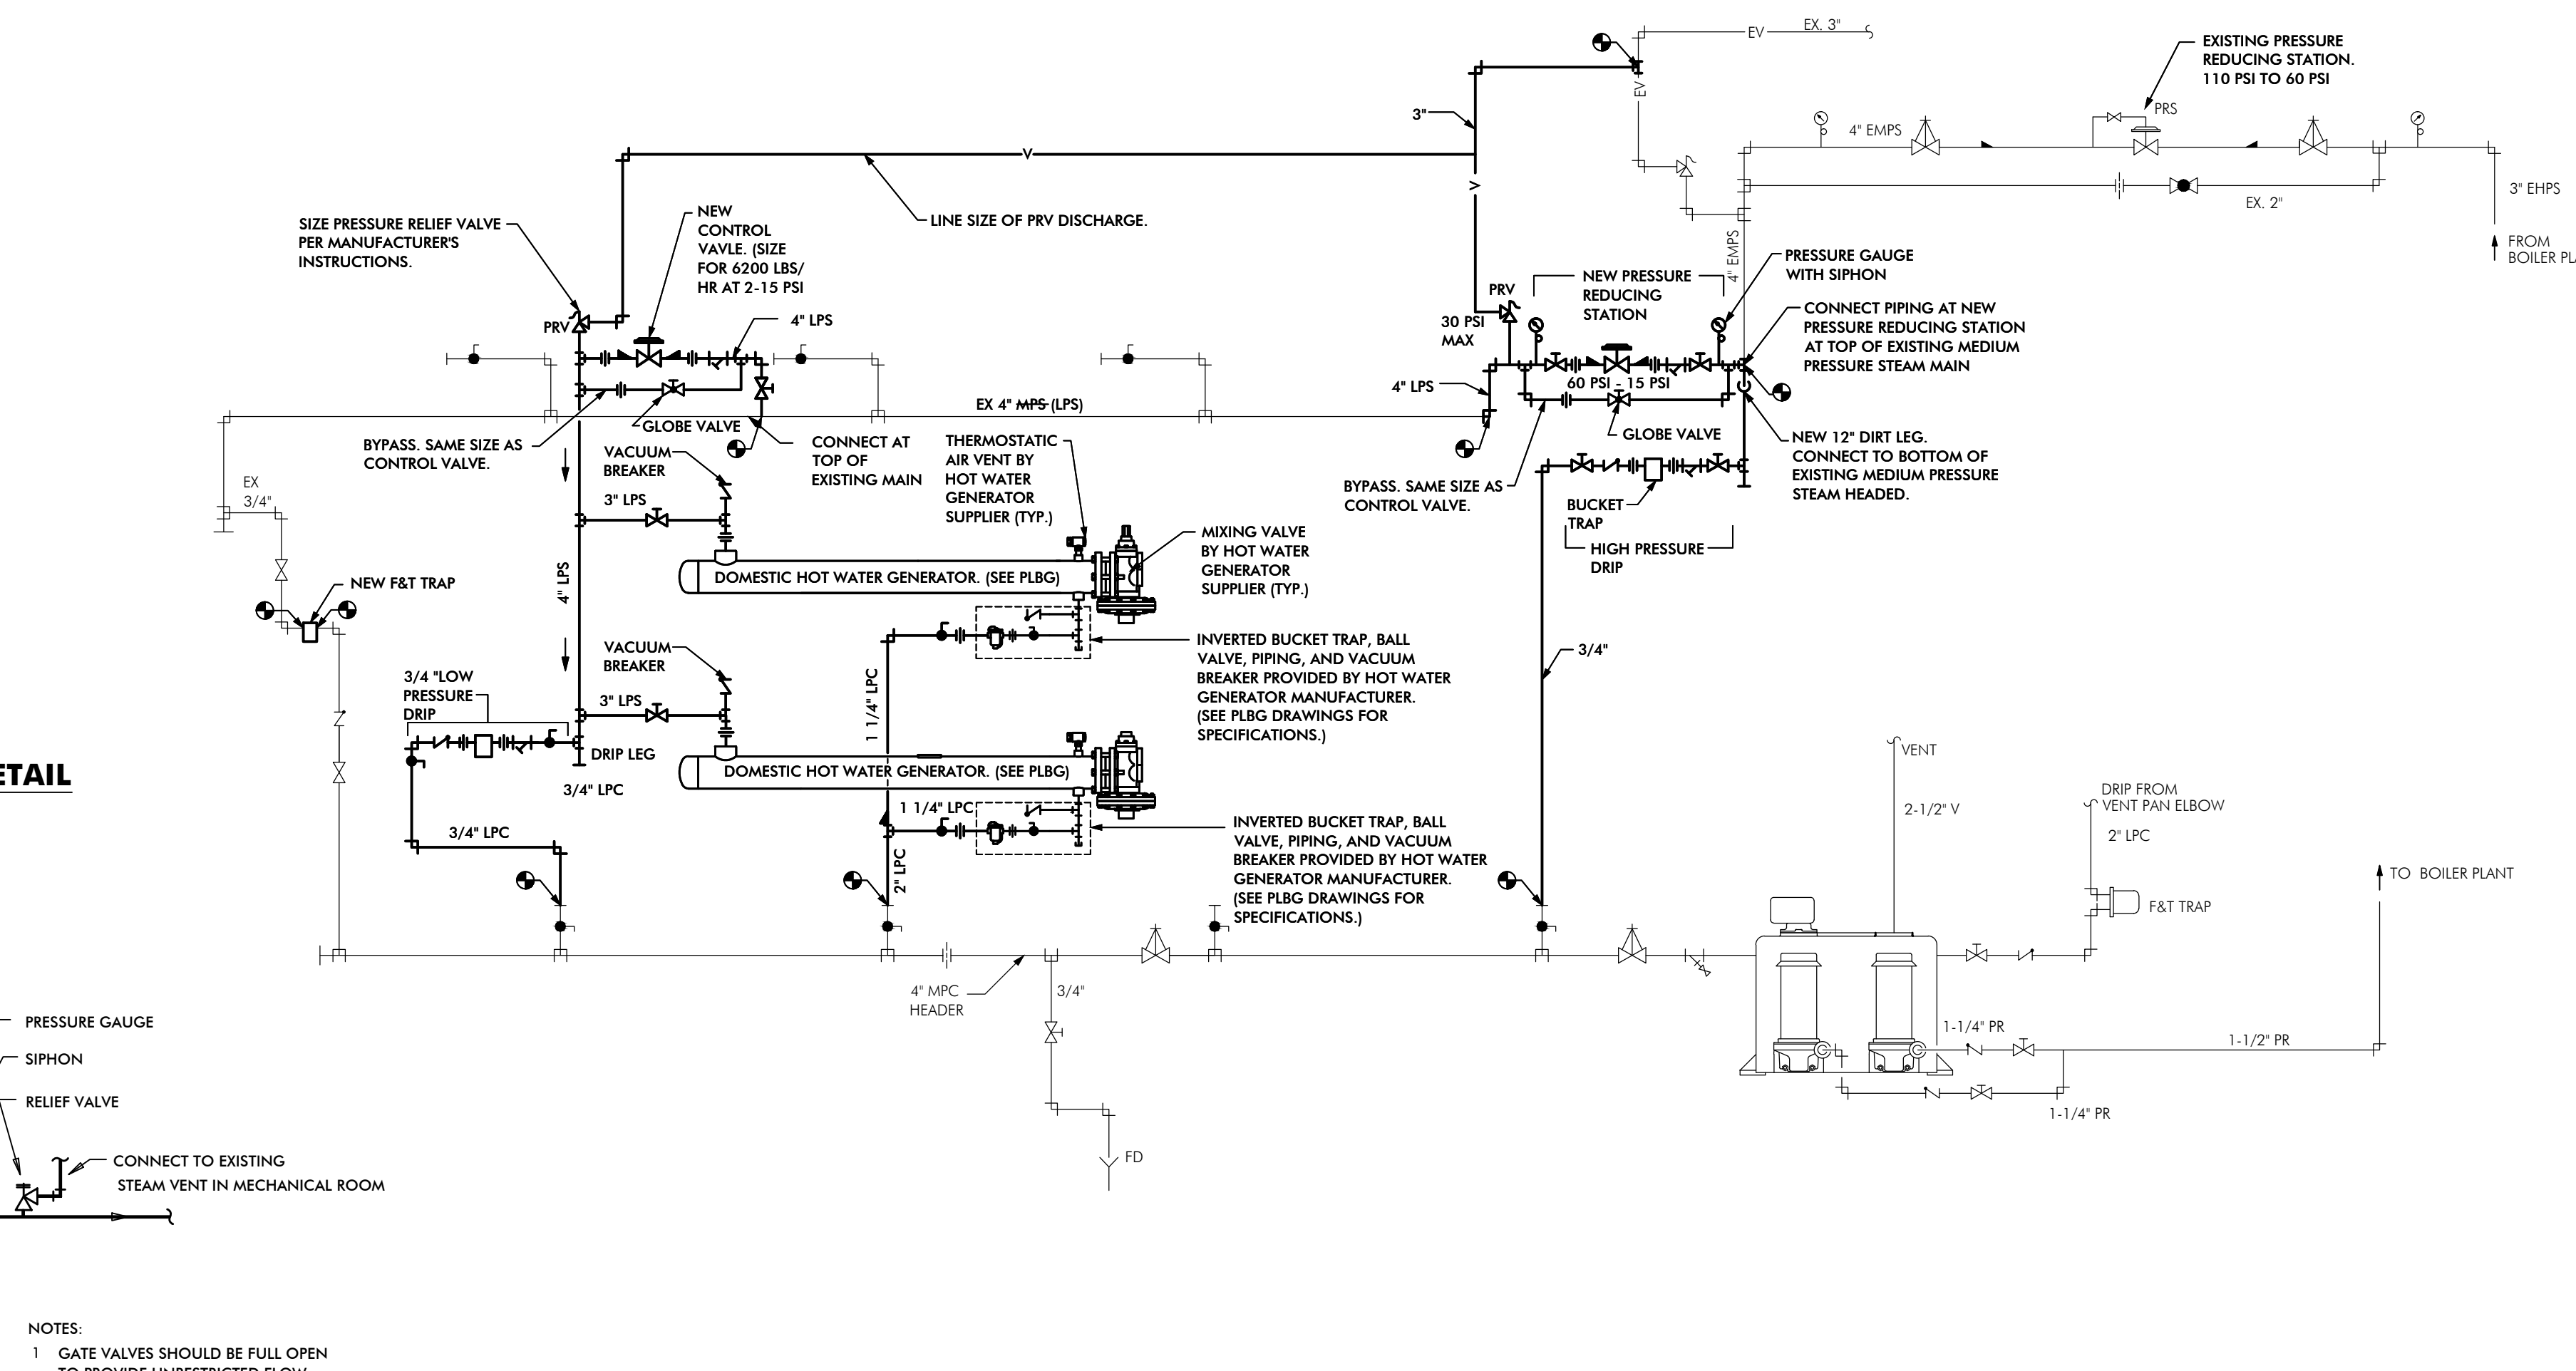 EV
EX. 3"
EXISTING PRESSURE
REDUCING STATION.
110 PSI TO 60 PSI
EV
3"
PRS
4" EMPS
V
V
3" EHPS
EX. 2"
FROM
BOILER PL
4" EMPS
SIZE PRESSURE RELIEF VALVE
PER MANUFACTURER'S
INSTRUCTIONS.
NEW
CONTROL
VAVLE. (SIZE
FOR 6200 LBS/
HR AT 2-15 PSI
LINE SIZE OF PRV DISCHARGE.
PRESSURE GAUGE
WITH SIPHON
NEW PRESSURE
REDUCING
STATION
PRV
30 PSI
MAX
CONNECT PIPING AT NEW
PRESSURE REDUCING STATION
AT TOP OF EXISTING MEDIUM
PRESSURE STEAM MAIN
PRV
4" LPS
4" LPS
60 PSI - 15 PSI
EX 4" MPS (LPS)
GLOBE VALVE
GLOBE VALVE
BYPASS. SAME SIZE AS
CONTROL VALVE.
VACUUM
BREAKER
CONNECT AT
TOP OF
EXISTING MAIN
THERMOSTATIC
AIR VENT BY
HOT WATER
GENERATOR
SUPPLIER (TYP.)
NEW 12" DIRT LEG.
CONNECT TO BOTTOM OF
EXISTING MEDIUM PRESSURE
STEAM HEADED.
BYPASS. SAME SIZE AS
CONTROL VALVE.
BUCKET
TRAP
HIGH PRESSURE
DRIP
EX
3/4"
3" LPS
MIXING VALVE
BY HOT WATER
GENERATOR
SUPPLIER (TYP.)
DOMESTIC HOT WATER GENERATOR. (SEE PLBG)
NEW F&T TRAP
4" LPS
INVERTED BUCKET TRAP, BALL
VALVE, PIPING, AND VACUUM
BREAKER PROVIDED BY HOT WATER
GENERATOR MANUFACTURER.
(SEE PLBG DRAWINGS FOR
SPECIFICATIONS.)
3/4"
VACUUM
BREAKER
3/4 "LOW
PRESSURE
DRIP
3" LPS
1 1/4" LPC
DRIP LEG
3/4" LPC
DOMESTIC HOT WATER GENERATOR. (SEE PLBG)
ETAIL
1 1/4" LPC
3/4" LPC
2" LPC
INVERTED BUCKET TRAP, BALL
VALVE, PIPING, AND VACUUM
BREAKER PROVIDED BY HOT WATER
GENERATOR MANUFACTURER.
(SEE PLBG DRAWINGS FOR
SPECIFICATIONS.)
VENT
2-1/2" V
DRIP FROM
VENT PAN ELBOW
2" LPC
TO BOILER PLANT
F&T TRAP
4" MPC
HEADER
3/4"
1-1/4" PR
1-1/2" PR
1-1/4" PR
FD
PRESSURE GAUGE
SIPHON
RELIEF VALVE
CONNECT TO EXISTING
STEAM VENT IN MECHANICAL ROOM
NOTES:
1 GATE VALVES SHOULD BE FULL OPEN
TO PROVIDE UNRESTRICTED FLOW